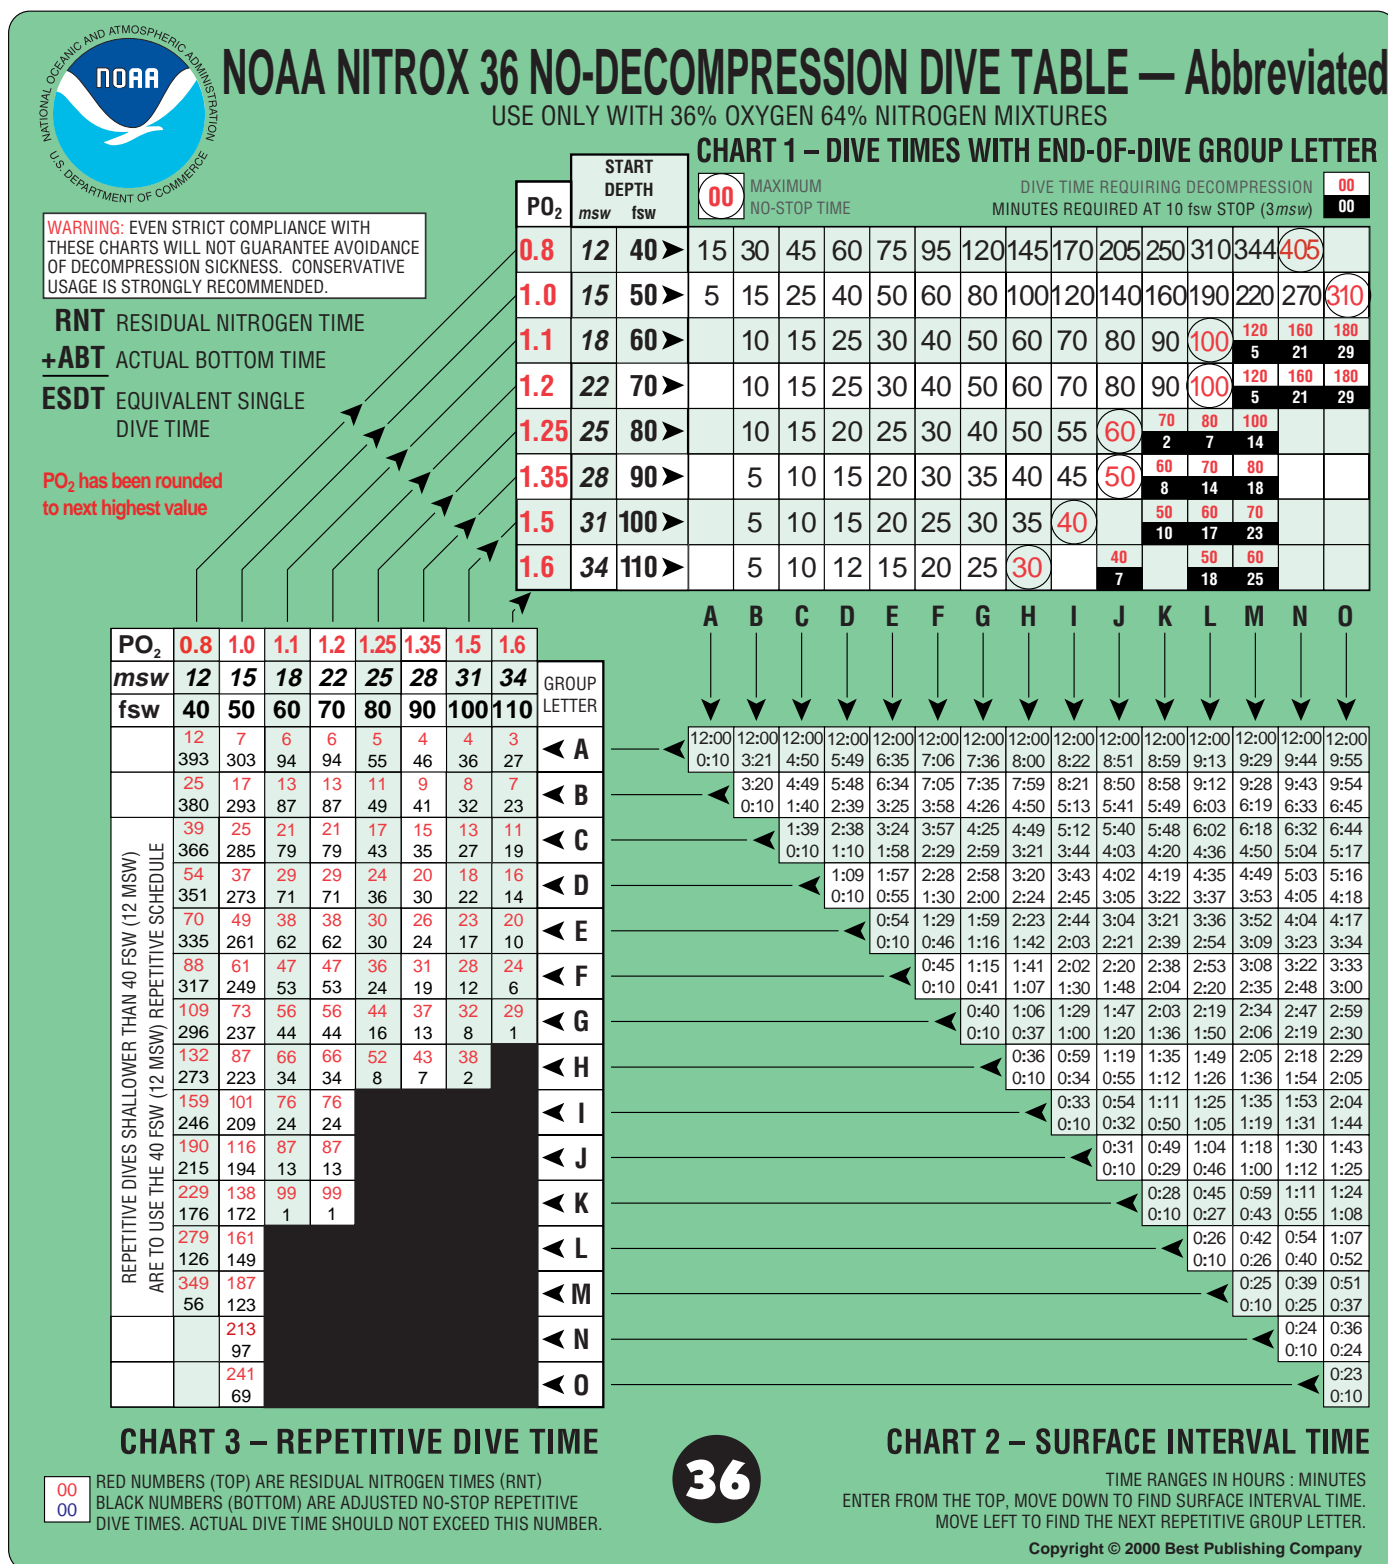 NATIONAL OCEANIC AND ATMOSPHERIC ADMINISTRATION
NOAA
U.S. DEPARTMENT OF COMMERCE
NOAA NITROX 36 NO-DECOMPRESSION DIVE TABLE — Abbreviated
USE ONLY WITH 36% OXYGEN 64% NITROGEN MIXTURES
CHART 1 – DIVE TIMES WITH END-OF-DIVE GROUP LETTER
WARNING: EVEN STRICT COMPLIANCE WITH
THESE CHARTS WILL NOT GUARANTEE AVOIDANCE
OF DECOMPRESSION SICKNESS. CONSERVATIVE
USAGE IS STRONGLY RECOMMENDED.
RNT RESIDUAL NITROGEN TIME
+ABT ACTUAL BOTTOM TIME
ESDT EQUIVALENT SINGLE
DIVE TIME
PO₂ has been rounded
to next highest value
START
DEPTH
PO₂ msw fsw
00 MAXIMUM
NO-STOP TIME
DIVE TIME REQUIRING DECOMPRESSION 00
MINUTES REQUIRED AT 10 fsw STOP (3msw) 00
0.8 12 40 15 30 45 60 75 95 120 145 170 205 250 310 344 405
1.0 15 50 5 15 25 40 50 60 80 100 120 140 160 190 220 270 310
1.1 18 60 10 15 25 30 40 50 60 70 80 90 100 120 160 180
5 21 29
1.2 22 70 10 15 25 30 40 50 60 70 80 90 100 120 160 180
5 21 29
1.25 25 80 10 15 20 25 30 40 50 55 60 70 80 100
2 7 14
1.35 28 90 5 10 15 20 30 35 40 45 50 60 70 80
8 14 18
1.5 31 100 5 10 15 20 25 30 35 40 50 60 70
10 17 23
1.6 34 110 5 10 12 15 20 25 30 40 50 60
7 18 25
A B C D E F G H I J K L M N O
PO₂ 0.8 1.0 1.1 1.2 1.25 1.35 1.5 1.6
msw 12 15 18 22 25 28 31 34
fsw 40 50 60 70 80 90 100 110
GROUP
LETTER
12 7 6 6 5 4 4 3
393 303 94 94 55 46 36 27
A
12:00 12:00 12:00 12:00 12:00 12:00 12:00 12:00 12:00 12:00 12:00 12:00 12:00 12:00 12:00
0:10 3:21 4:50 5:49 6:35 7:06 7:36 8:00 8:22 8:51 8:59 9:13 9:29 9:44 9:55
25 17 13 13 11 9 8 7
380 293 87 87 49 41 32 23
B
3:20 4:49 5:48 6:34 7:05 7:35 7:59 8:21 8:50 8:58 9:12 9:28 9:43 9:54
0:10 1:40 2:39 3:25 3:58 4:26 4:50 5:13 5:41 5:49 6:03 6:19 6:33 6:45
39 25 21 21 17 15 13 11
366 285 79 79 43 35 27 19
C
1:39 2:38 3:24 3:57 4:25 4:49 5:12 5:40 5:48 6:02 6:18 6:32 6:44
0:10 1:10 1:58 2:29 2:59 3:21 3:44 4:03 4:20 4:36 4:50 5:04 5:17
54 37 29 29 24 20 18 16
351 273 71 71 36 30 22 14
D
1:09 1:57 2:28 2:58 3:20 3:43 4:02 4:19 4:35 4:49 5:03 5:16
0:10 0:55 1:30 2:00 2:24 2:45 3:05 3:22 3:37 3:53 4:05 4:18
70 49 38 38 30 26 23 20
335 261 62 62 30 24 17 10
E
0:54 1:29 1:59 2:23 2:44 3:04 3:21 3:36 3:52 4:04 4:17
0:10 0:46 1:16 1:42 2:03 2:21 2:39 2:54 3:09 3:23 3:34
88 61 47 47 36 31 28 24
317 249 53 53 24 19 12 6
F
0:45 1:15 1:41 2:02 2:20 2:38 2:53 3:08 3:22 3:33
0:10 0:41 1:07 1:30 1:48 2:04 2:20 2:35 2:48 3:00
109 73 56 56 44 37 32 29
296 237 44 44 16 13 8 1
G
0:40 1:06 1:29 1:47 2:03 2:19 2:34 2:47 2:59
0:10 0:37 1:00 1:20 1:36 1:50 2:06 2:19 2:30
132 87 66 66 52 43 38
273 223 34 34 8 7 2
H
0:36 0:59 1:19 1:35 1:49 2:05 2:18 2:29
0:10 0:34 0:55 1:12 1:26 1:36 1:54 2:05
159 101 76 76
246 209 24 24
I
0:33 0:54 1:11 1:25 1:35 1:53 2:04
0:10 0:32 0:50 1:05 1:19 1:31 1:44
190 116 87 87
215 194 13 13
J
0:31 0:49 1:04 1:18 1:30 1:43
0:10 0:29 0:46 1:00 1:12 1:25
229 138 99 99
176 172 1 1
K
0:28 0:45 0:59 1:11 1:24
0:10 0:27 0:43 0:55 1:08
279 161
126 149
L
0:26 0:42 0:54 1:07
0:10 0:26 0:40 0:52
349 187
56 123
M
0:25 0:39 0:51
0:10 0:25 0:37
213
97
N
0:24 0:36
0:10 0:24
241
69
O
0:23
0:10
REPETITIVE DIVES SHALLOWER THAN 40 FSW (12 MSW)
ARE TO USE THE 40 FSW (12 MSW) REPETITIVE SCHEDULE
CHART 3 – REPETITIVE DIVE TIME
00 RED NUMBERS (TOP) ARE RESIDUAL NITROGEN TIMES (RNT)
00 BLACK NUMBERS (BOTTOM) ARE ADJUSTED NO-STOP REPETITIVE
DIVE TIMES. ACTUAL DIVE TIME SHOULD NOT EXCEED THIS NUMBER.
36
CHART 2 – SURFACE INTERVAL TIME
TIME RANGES IN HOURS : MINUTES
ENTER FROM THE TOP, MOVE DOWN TO FIND SURFACE INTERVAL TIME.
MOVE LEFT TO FIND THE NEXT REPETITIVE GROUP LETTER.
Copyright © 2000 Best Publishing Company